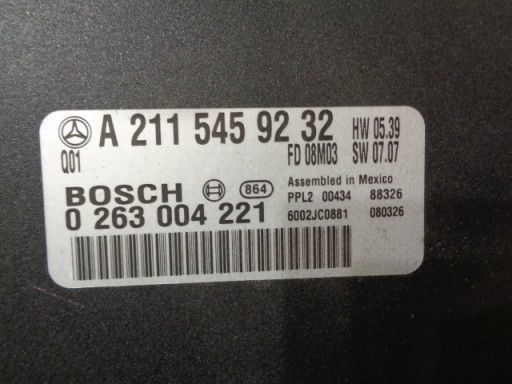 A 211 545 92 32 HW 05.39
Q01 FD 08M03 SW 07.07
BOSCH 864 Assembled in Mexico
PPL2 00434 88326
0 263 004 221 6002JC0881 080326